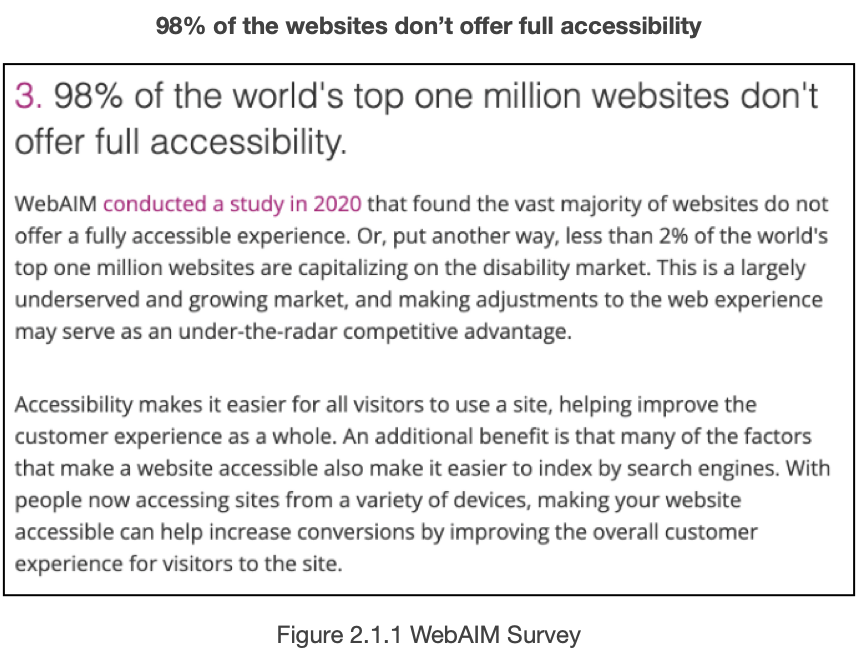 98% of the websites don’t offer full accessibility
3. 98% of the world's top one million websites don't
offer full accessibility.
WebAIM conducted a study in 2020 that found the vast majority of websites do not
offer a fully accessible experience. Or, put another way, less than 2% of the world's
top one million websites are capitalizing on the disability market. This is a largely
underserved and growing market, and making adjustments to the web experience
may serve as an under-the-radar competitive advantage.
Accessibility makes it easier for all visitors to use a site, helping improve the
customer experience as a whole. An additional benefit is that many of the factors
that make a website accessible also make it easier to index by search engines. With
people now accessing sites from a variety of devices, making your website
accessible can help increase conversions by improving the overall customer
experience for visitors to the site.
Figure 2.1.1 WebAIM Survey